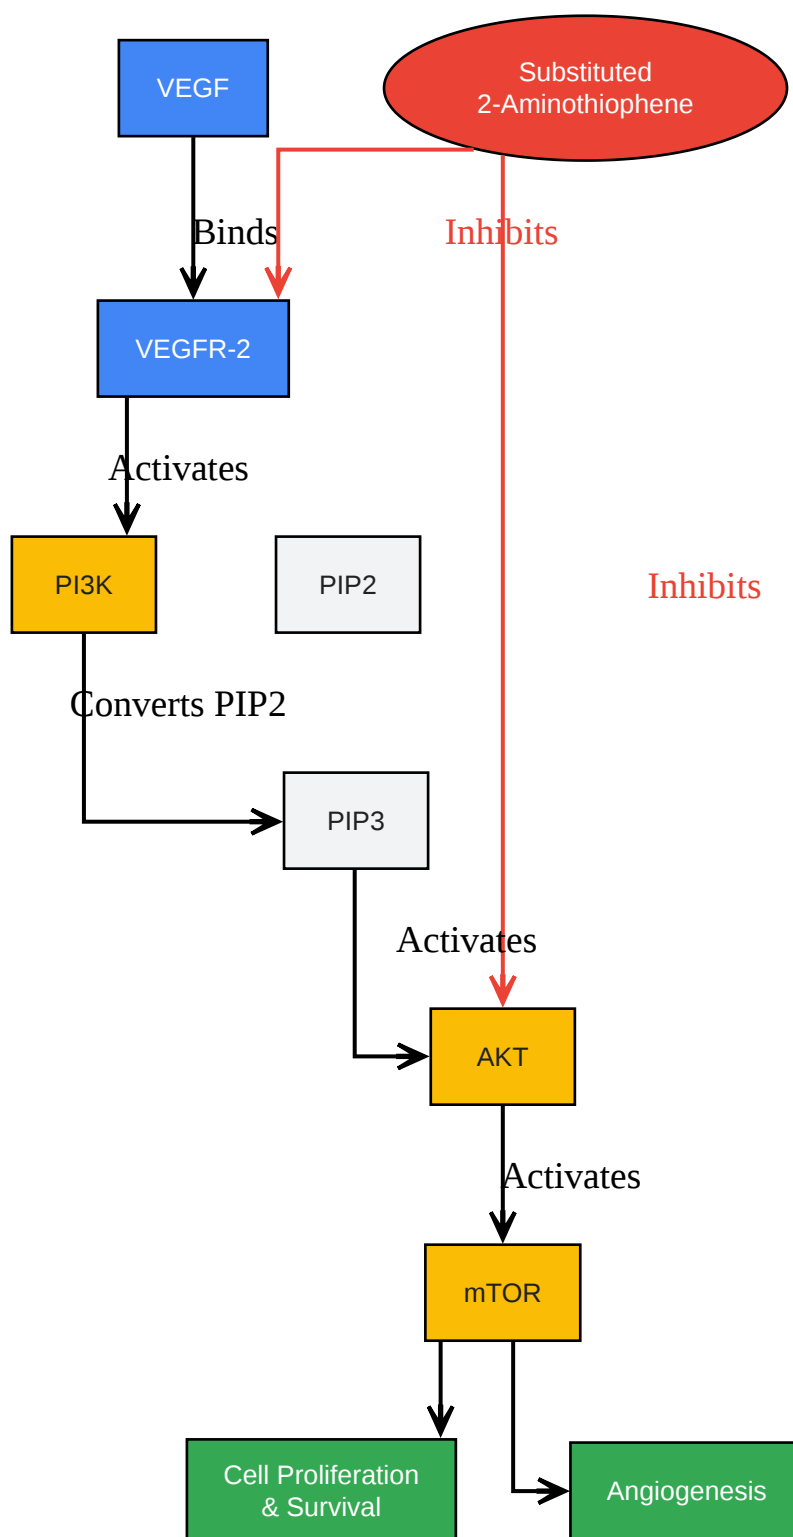 VEGF
Substituted
2-Aminothiophene
Binds
Inhibits
VEGFR-2
Activates
PI3K
PIP2
Inhibits
Converts PIP2
PIP3
Activates
AKT
Activates
mTOR
Cell Proliferation
& Survival
Angiogenesis